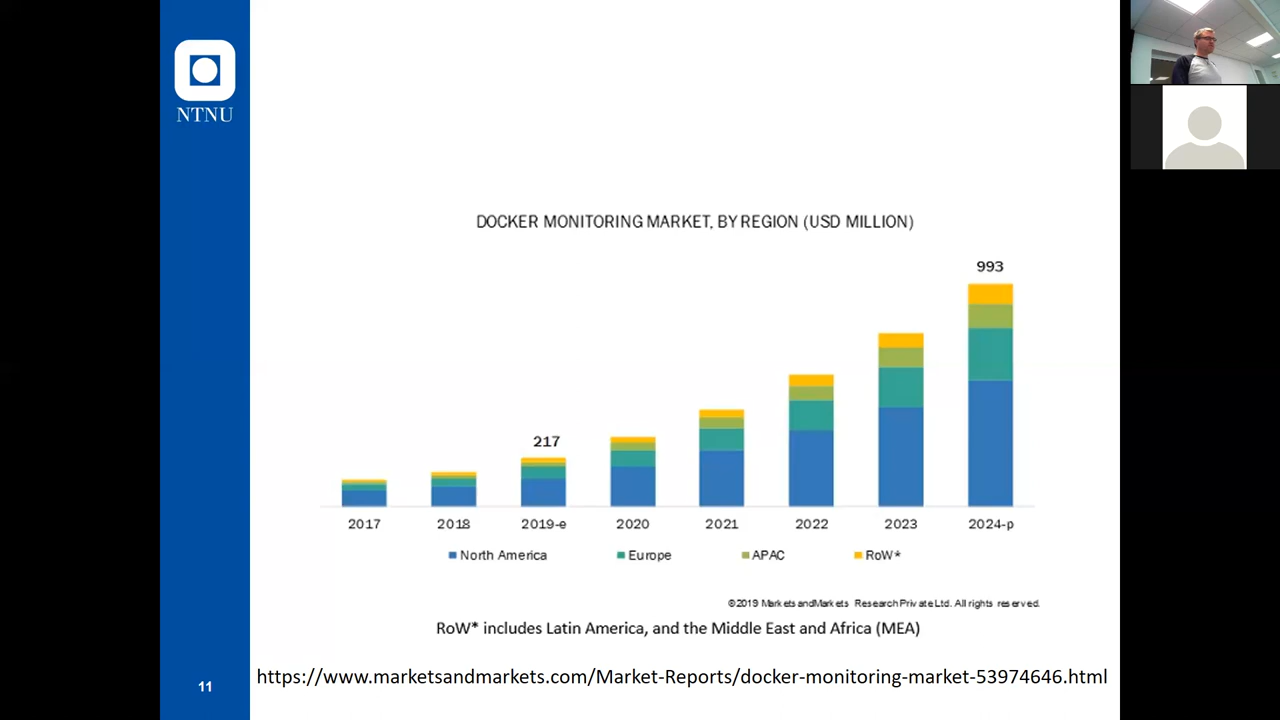 NTNU
DOCKER MONITORING MARKET, BY REGION (USD MILLION)
993
217
2017 2018 2019-e 2020 2021 2022 2023 2024-p
North America Europe APAC RoW*
©2019 MarketsandMarkets Research Private Ltd. All rights reserved.
RoW* includes Latin America, and the Middle East and Africa (MEA)
https://www.marketsandmarkets.com/Market-Reports/docker-monitoring-market-53974646.html
11